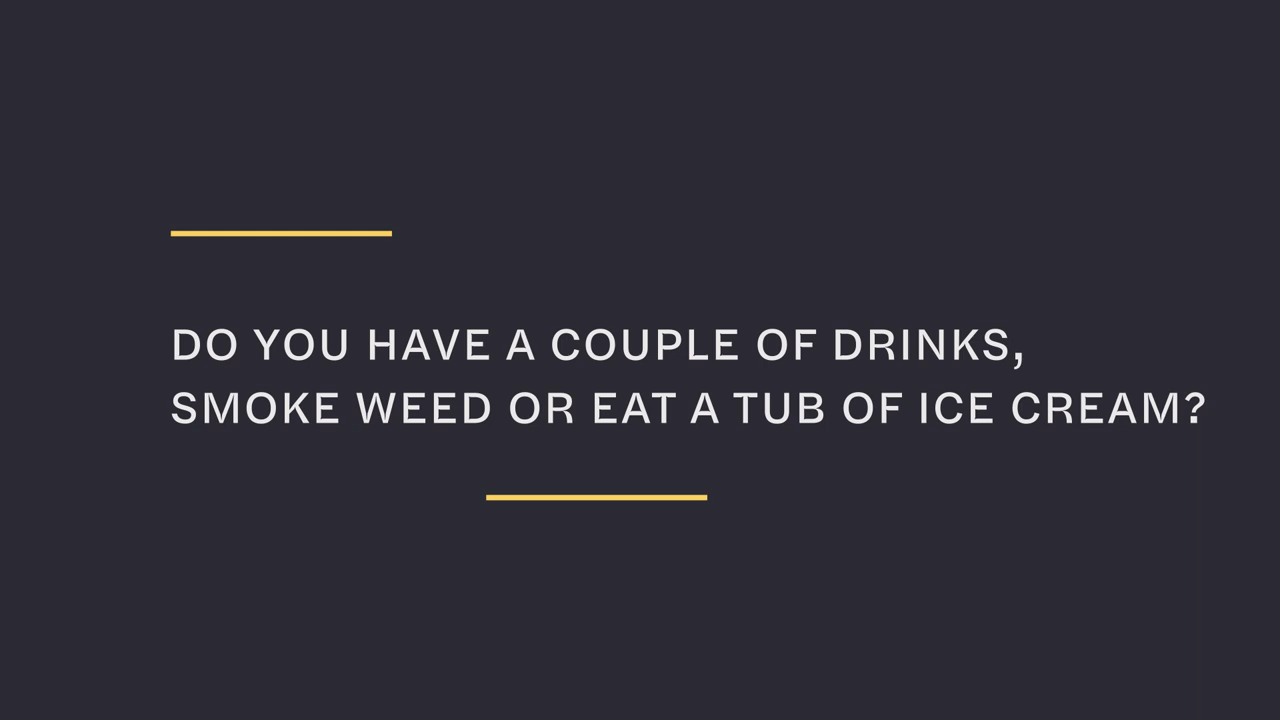 DO YOU HAVE A COUPLE OF DRINKS,
SMOKE WEED OR EAT A TUB OF ICE CREAM?